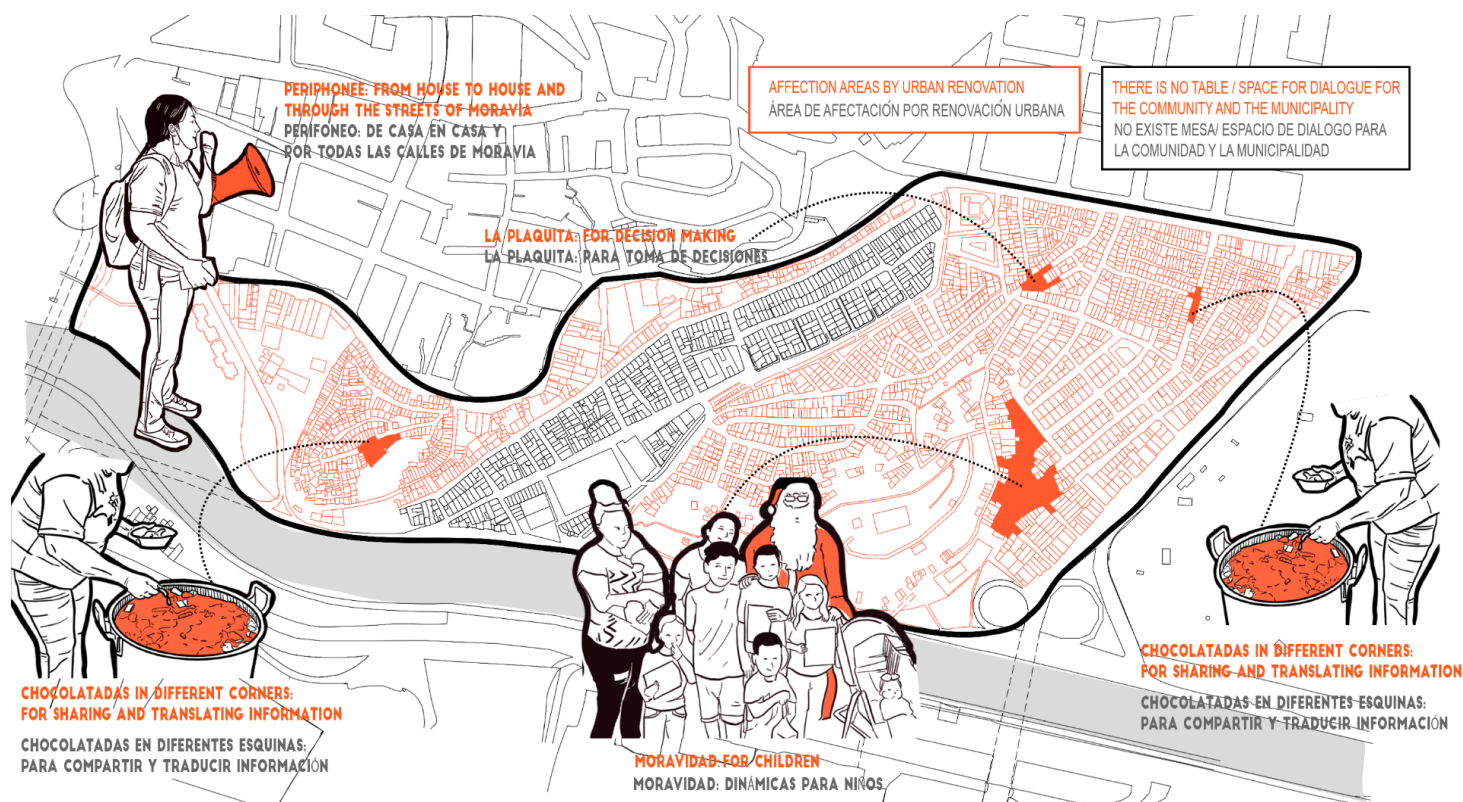 PERIPHONEE: FROM HOUSE TO HOUSE AND
THROUGH THE STREETS OF MORAVIA
PERIFONEO: DE CASA EN CASA Y
POR TODAS LAS CALLES DE MORAVIA
AFFECTION AREAS BY URBAN RENOVATION
ÁREA DE AFECTACIÓN POR RENOVACIÓN URBANA
THERE IS NO TABLE / SPACE FOR DIALOGUE FOR
THE COMMUNITY AND THE MUNICIPALITY
NO EXISTE MESA/ ESPACIO DE DIALOGO PARA
LA COMUNIDAD Y LA MUNICIPALIDAD
LA PLAQUITA: FOR DECISION MAKING
LA PLAQUITA: PARA TOMA DE DECISIONES
CHOCOLATADAS IN DIFFERENT CORNERS:
FOR SHARING AND TRANSLATING INFORMATION
CHOCOLATADAS EN DIFERENTES ESQUINAS:
PARA COMPARTIR Y TRADUCIR INFORMACIÓN
MORAVIDAD FOR CHILDREN
MORAVIDAD: DINÁMICAS PARA NIÑOS
CHOCOLATADAS IN DIFFERENT CORNERS:
FOR SHARING AND TRANSLATING INFORMATION
CHOCOLATADAS EN DIFERENTES ESQUINAS:
PARA COMPARTIR Y TRADUCIR INFORMACIÓN